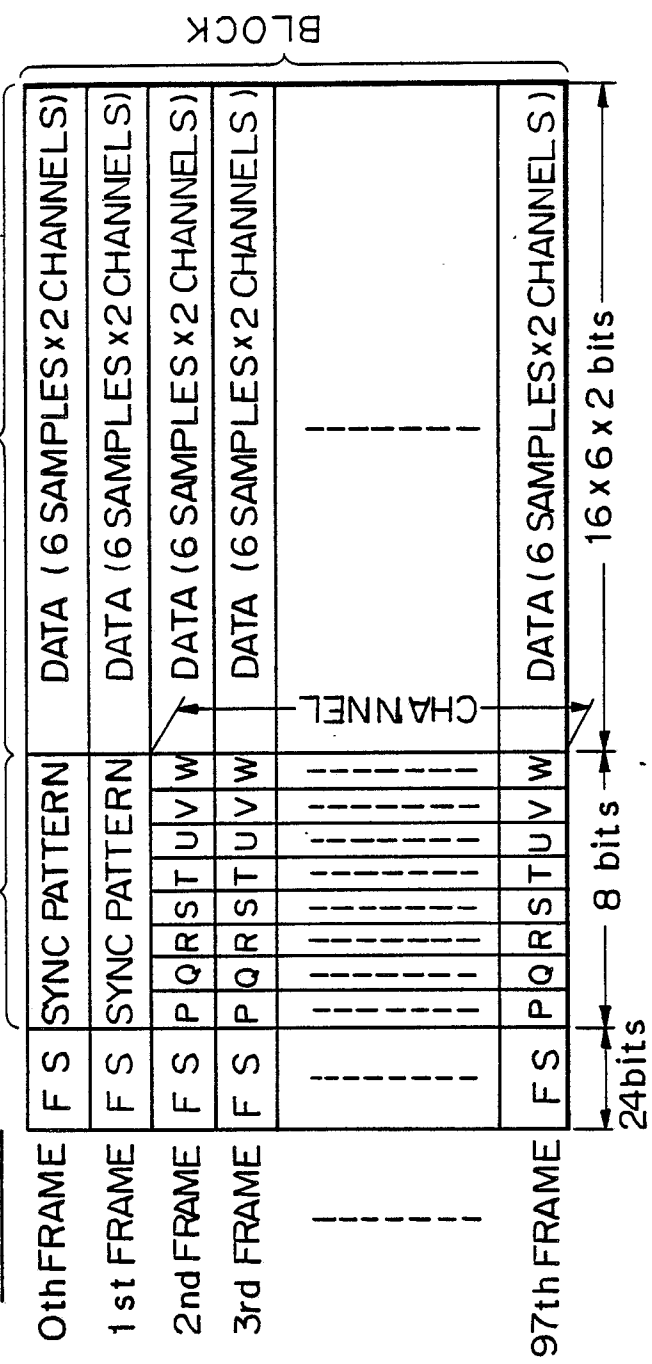 0th FRAME F S SYNC PATTERN DATA (6 SAMPLES x 2 CHANNELS)
1st FRAME F S SYNC PATTERN DATA (6 SAMPLES x 2 CHANNELS)
2nd FRAME F S P Q R S T U V W DATA (6 SAMPLES x 2 CHANNELS)
3rd FRAME F S P Q R S T U V W DATA (6 SAMPLES x 2 CHANNELS)
CHANNEL
97th FRAME F S P Q R S T U V W DATA (6 SAMPLES x 2 CHANNELS)
24 bits 8 bits 16 x 6 x 2 bits
BLOCK